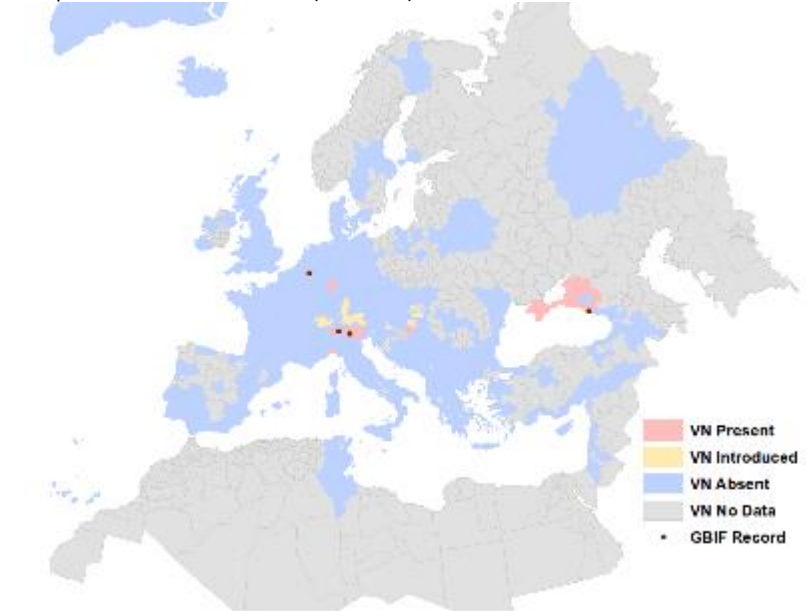 VN Present
VN Introduced
VN Absent
VN No Data
GBIF Record